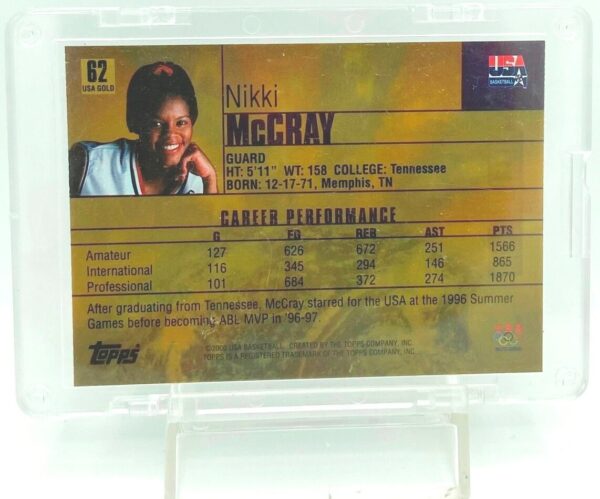 62
USA GOLD
USA
BASKETBALL
Nikki
McCRAY
GUARD
HT: 5'11" WT: 158 COLLEGE: Tennessee
BORN: 12-17-71, Memphis, TN
CAREER PERFORMANCE
G FG REB AST PTS
Amateur 127 626 672 251 1566
International 116 345 294 146 865
Professional 101 684 372 274 1870
After graduating from Tennessee, McCray starred for the USA at the 1996 Summer
Games before becoming ABL MVP in '96-97.
Topps
©2000 USA BASKETBALL. CREATED BY THE TOPPS COMPANY, INC.
TOPPS IS A REGISTERED TRADEMARK OF THE TOPPS COMPANY, INC.
USA